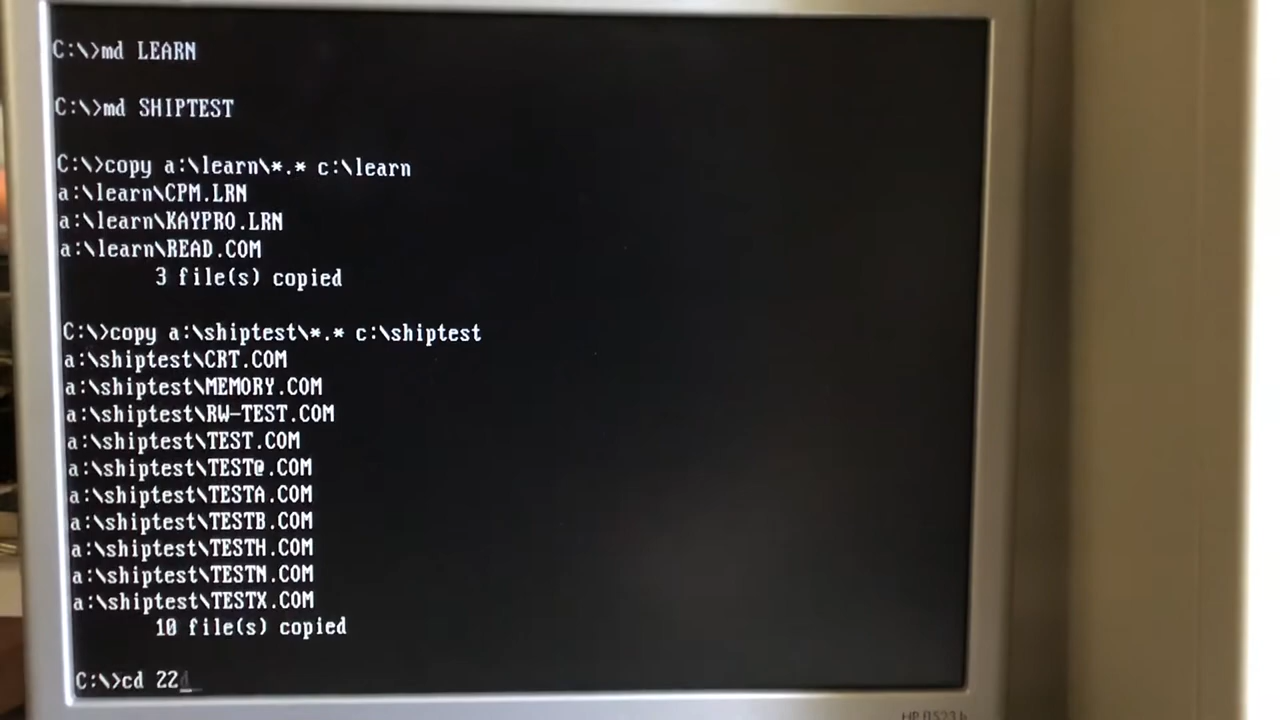 C:\>md LEARN
C:\>md SHIPTEST
C:\>copy a:\learn\*.* c:\learn
a:\learn\CPM.LRN
a:\learn\KAYPRO.LRN
a:\learn\READ.COM
3 file(s) copied
C:\>copy a:\shiptest\*.* c:\shiptest
a:\shiptest\CRT.COM
a:\shiptest\MEMORY.COM
a:\shiptest\RW-TEST.COM
a:\shiptest\TEST.COM
a:\shiptest\TEST@.COM
a:\shiptest\TESTA.COM
a:\shiptest\TESTB.COM
a:\shiptest\TESTH.COM
a:\shiptest\TESTN.COM
a:\shiptest\TESTX.COM
10 file(s) copied
C:\>cd 22